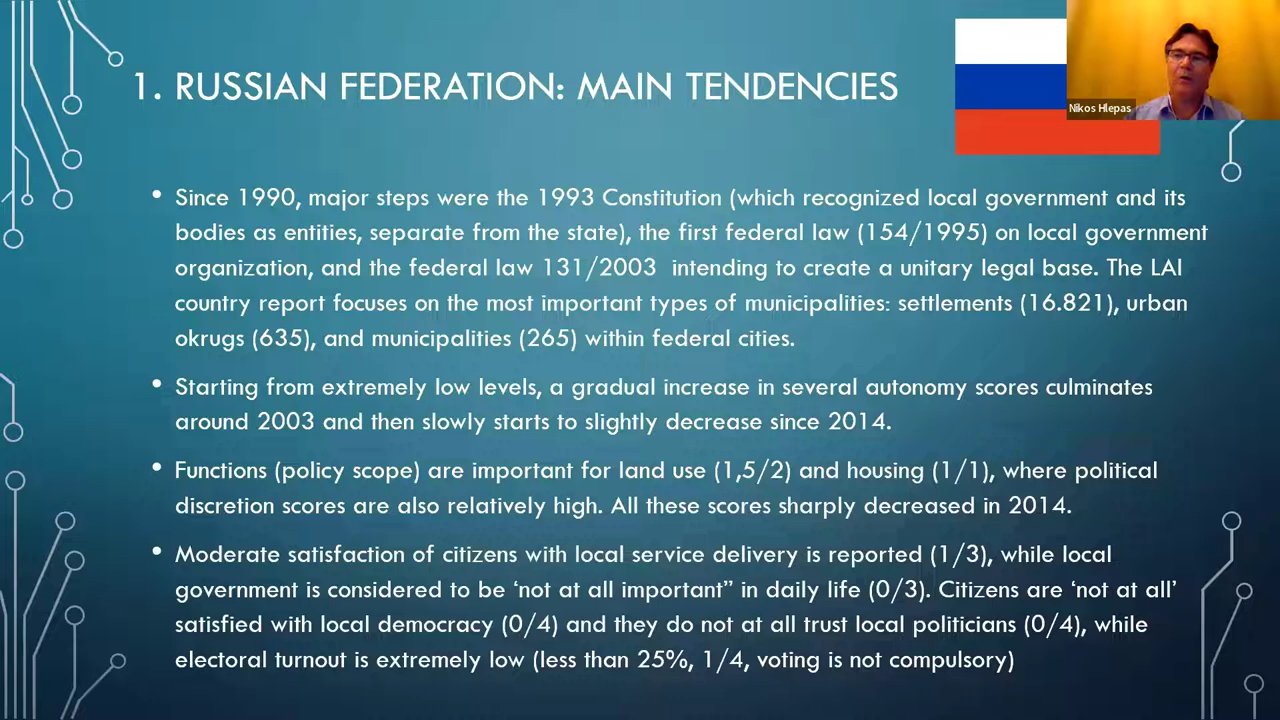 1. RUSSIAN FEDERATION: MAIN TENDENCIES
Nikos Hlepas
• Since 1990, major steps were the 1993 Constitution (which recognized local government and its
bodies as entities, separate from the state), the first federal law (154/1995) on local government
organization, and the federal law 131/2003  intending to create a unitary legal base. The LAI
country report focuses on the most important types of municipalities: settlements (16.821), urban
okrugs (635), and municipalities (265) within federal cities.
• Starting from extremely low levels, a gradual increase in several autonomy scores culminates
around 2003 and then slowly starts to slightly decrease since 2014.
• Functions (policy scope) are important for land use (1,5/2) and housing (1/1), where political
discretion scores are also relatively high. All these scores sharply decreased in 2014.
• Moderate satisfaction of citizens with local service delivery is reported (1/3), while local
government is considered to be ‘not at all important” in daily life (0/3). Citizens are ‘not at all’
satisfied with local democracy (0/4) and they do not at all trust local politicians (0/4), while
electoral turnout is extremely low (less than 25%, 1/4, voting is not compulsory)